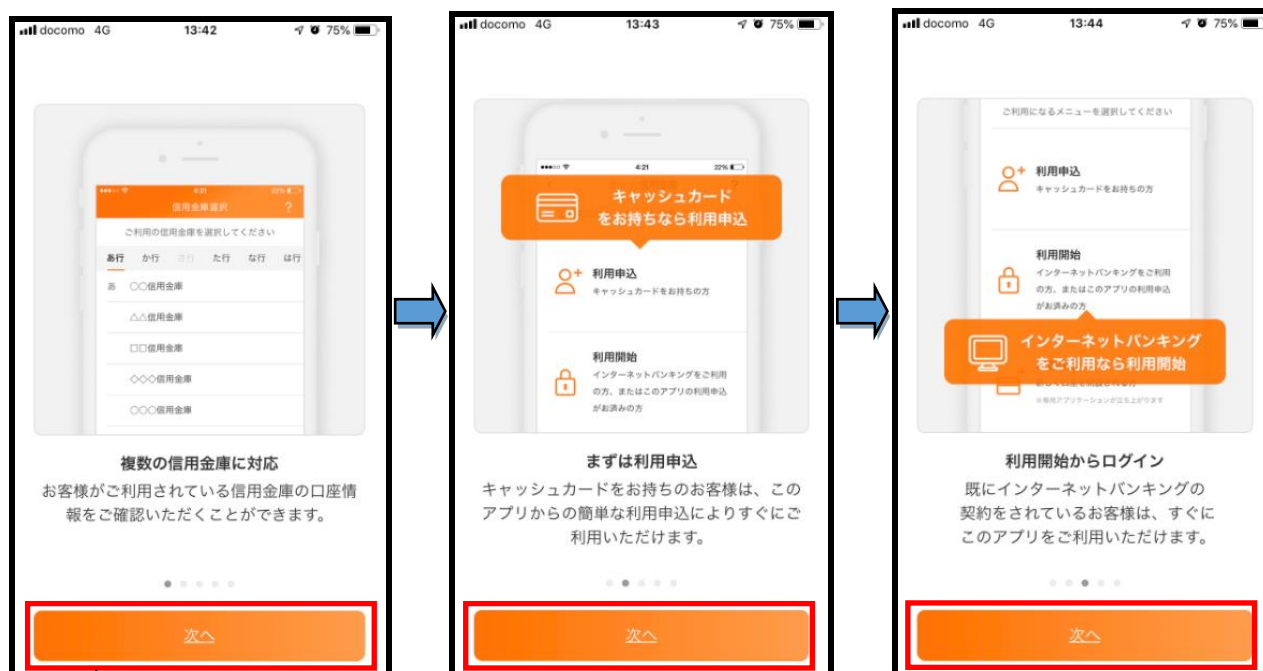 docomo 4G 13:42 75%
4:21 22%
信用金庫選択 ?
ご利用の信用金庫を選択してください
あ行 か行 さ行 た行 な行 は行
あ ○○信用金庫
△△信用金庫
□□信用金庫
◇◇◇信用金庫
○○○信用金庫
複数の信用金庫に対応
お客様がご利用されている信用金庫の口座情
報をご確認いただくことができます。
次へ
docomo 4G 13:43 75%
4:21 22%
キャッシュカード
をお持ちなら利用申込
利用申込
キャッシュカードをお持ちの方
利用開始
インターネットバンキングをご利用
の方、またはこのアプリの利用申込
がお済みの方
まずは利用申込
キャッシュカードをお持ちのお客様は、この
アプリからの簡単な利用申込によりすぐにご
利用いただけます。
次へ
docomo 4G 13:44 75%
ご利用になるメニューを選択してください
利用申込
キャッシュカードをお持ちの方
利用開始
インターネットバンキングをご利用
の方、またはこのアプリの利用申込
がお済みの方
インターネットバンキング
をご利用なら利用開始
※専用アプリケーションが立ち上がります
利用開始からログイン
既にインターネットバンキングの
契約をされているお客様は、すぐに
このアプリをご利用いただけます。
次へ